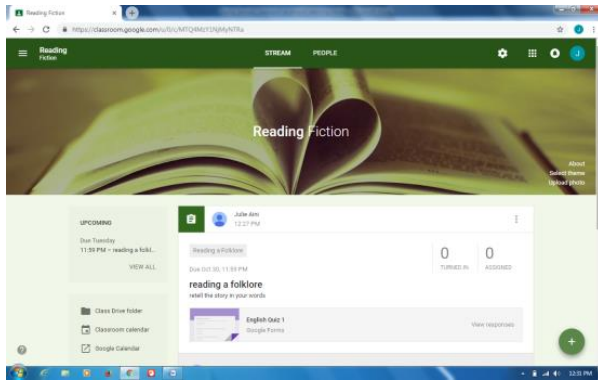 Reading Fiction
https://classroom.google.com/u/0/c/MTQ4MzY1NjMyNTRa
Reading
Fiction
STREAM
PEOPLE
J
J
Reading Fiction
About
Select theme
Upload photo
UPCOMING
Due Tuesday
11:59 PM – reading a folkl...
VIEW ALL
Class Drive folder
Classroom calendar
Google Calendar
Julie Aini
12:27 PM
Reading a Folklore
Due Oct 30, 11:59 PM
reading a folklore
retell the story in your words
0
TURNED IN
0
ASSIGNED
English Quiz 1
Google Forms
View responses
12:31 PM